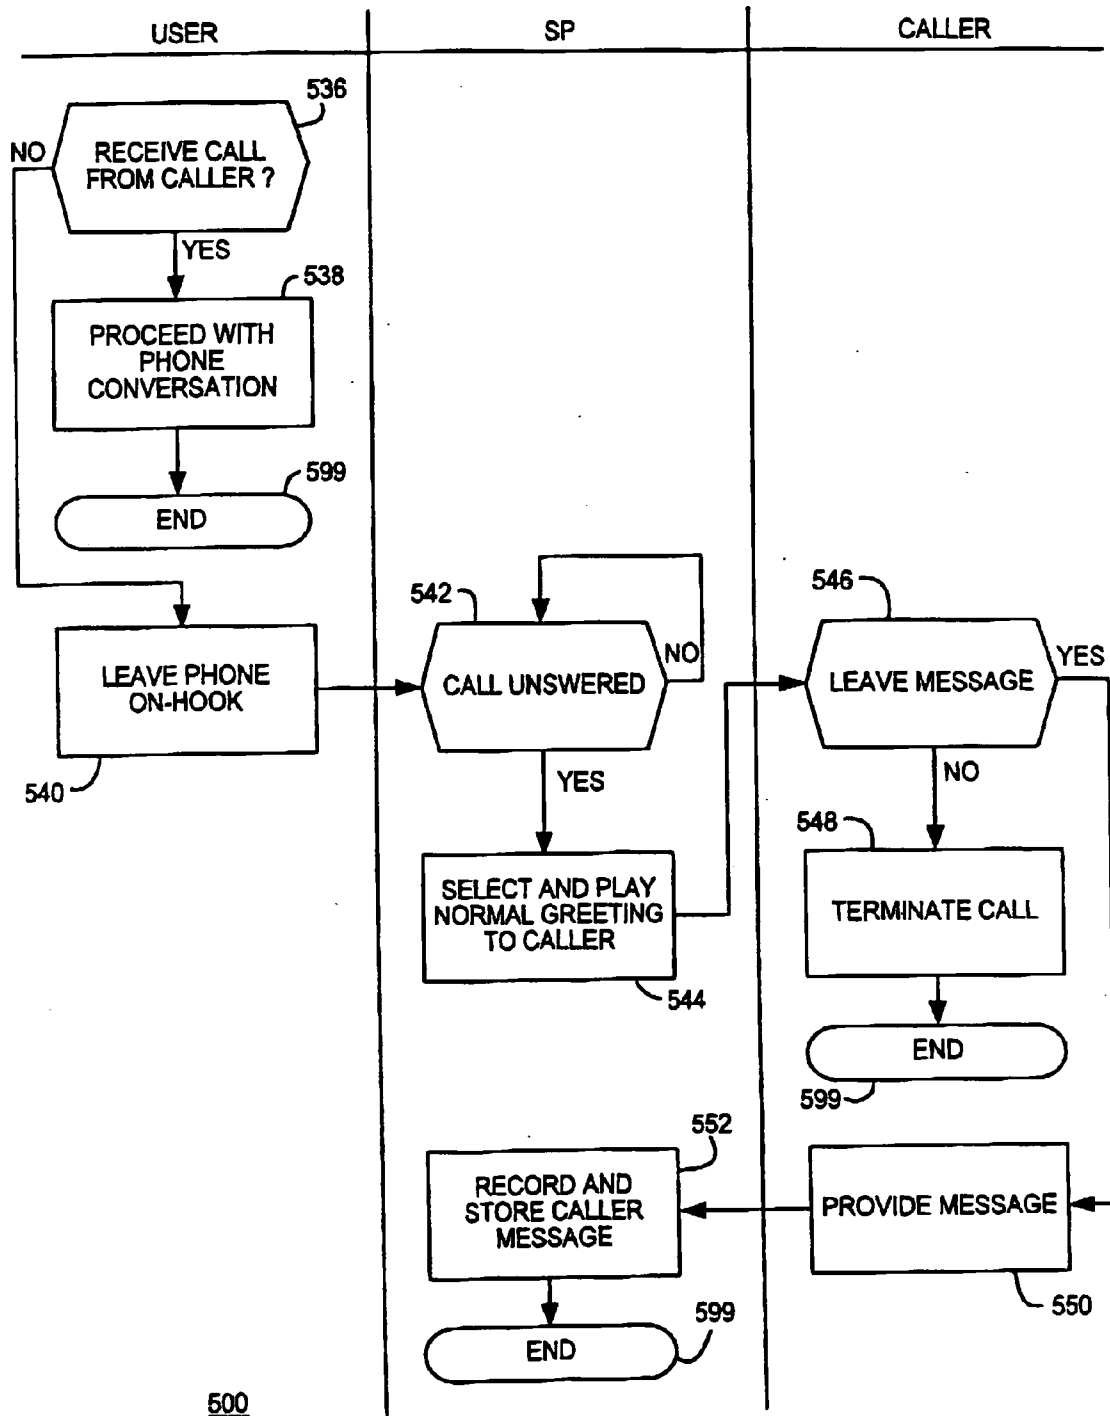 USER
SP
CALLER
536
NO
RECEIVE CALL
FROM CALLER ?
YES
538
PROCEED WITH
PHONE
CONVERSATION
599
END
LEAVE PHONE
ON-HOOK
540
542
CALL UNSWERED
NO
YES
SELECT AND PLAY
NORMAL GREETING
TO CALLER
544
546
LEAVE MESSAGE
YES
NO
548
TERMINATE CALL
END
599
PROVIDE MESSAGE
550
552
RECORD AND
STORE CALLER
MESSAGE
END
599
500